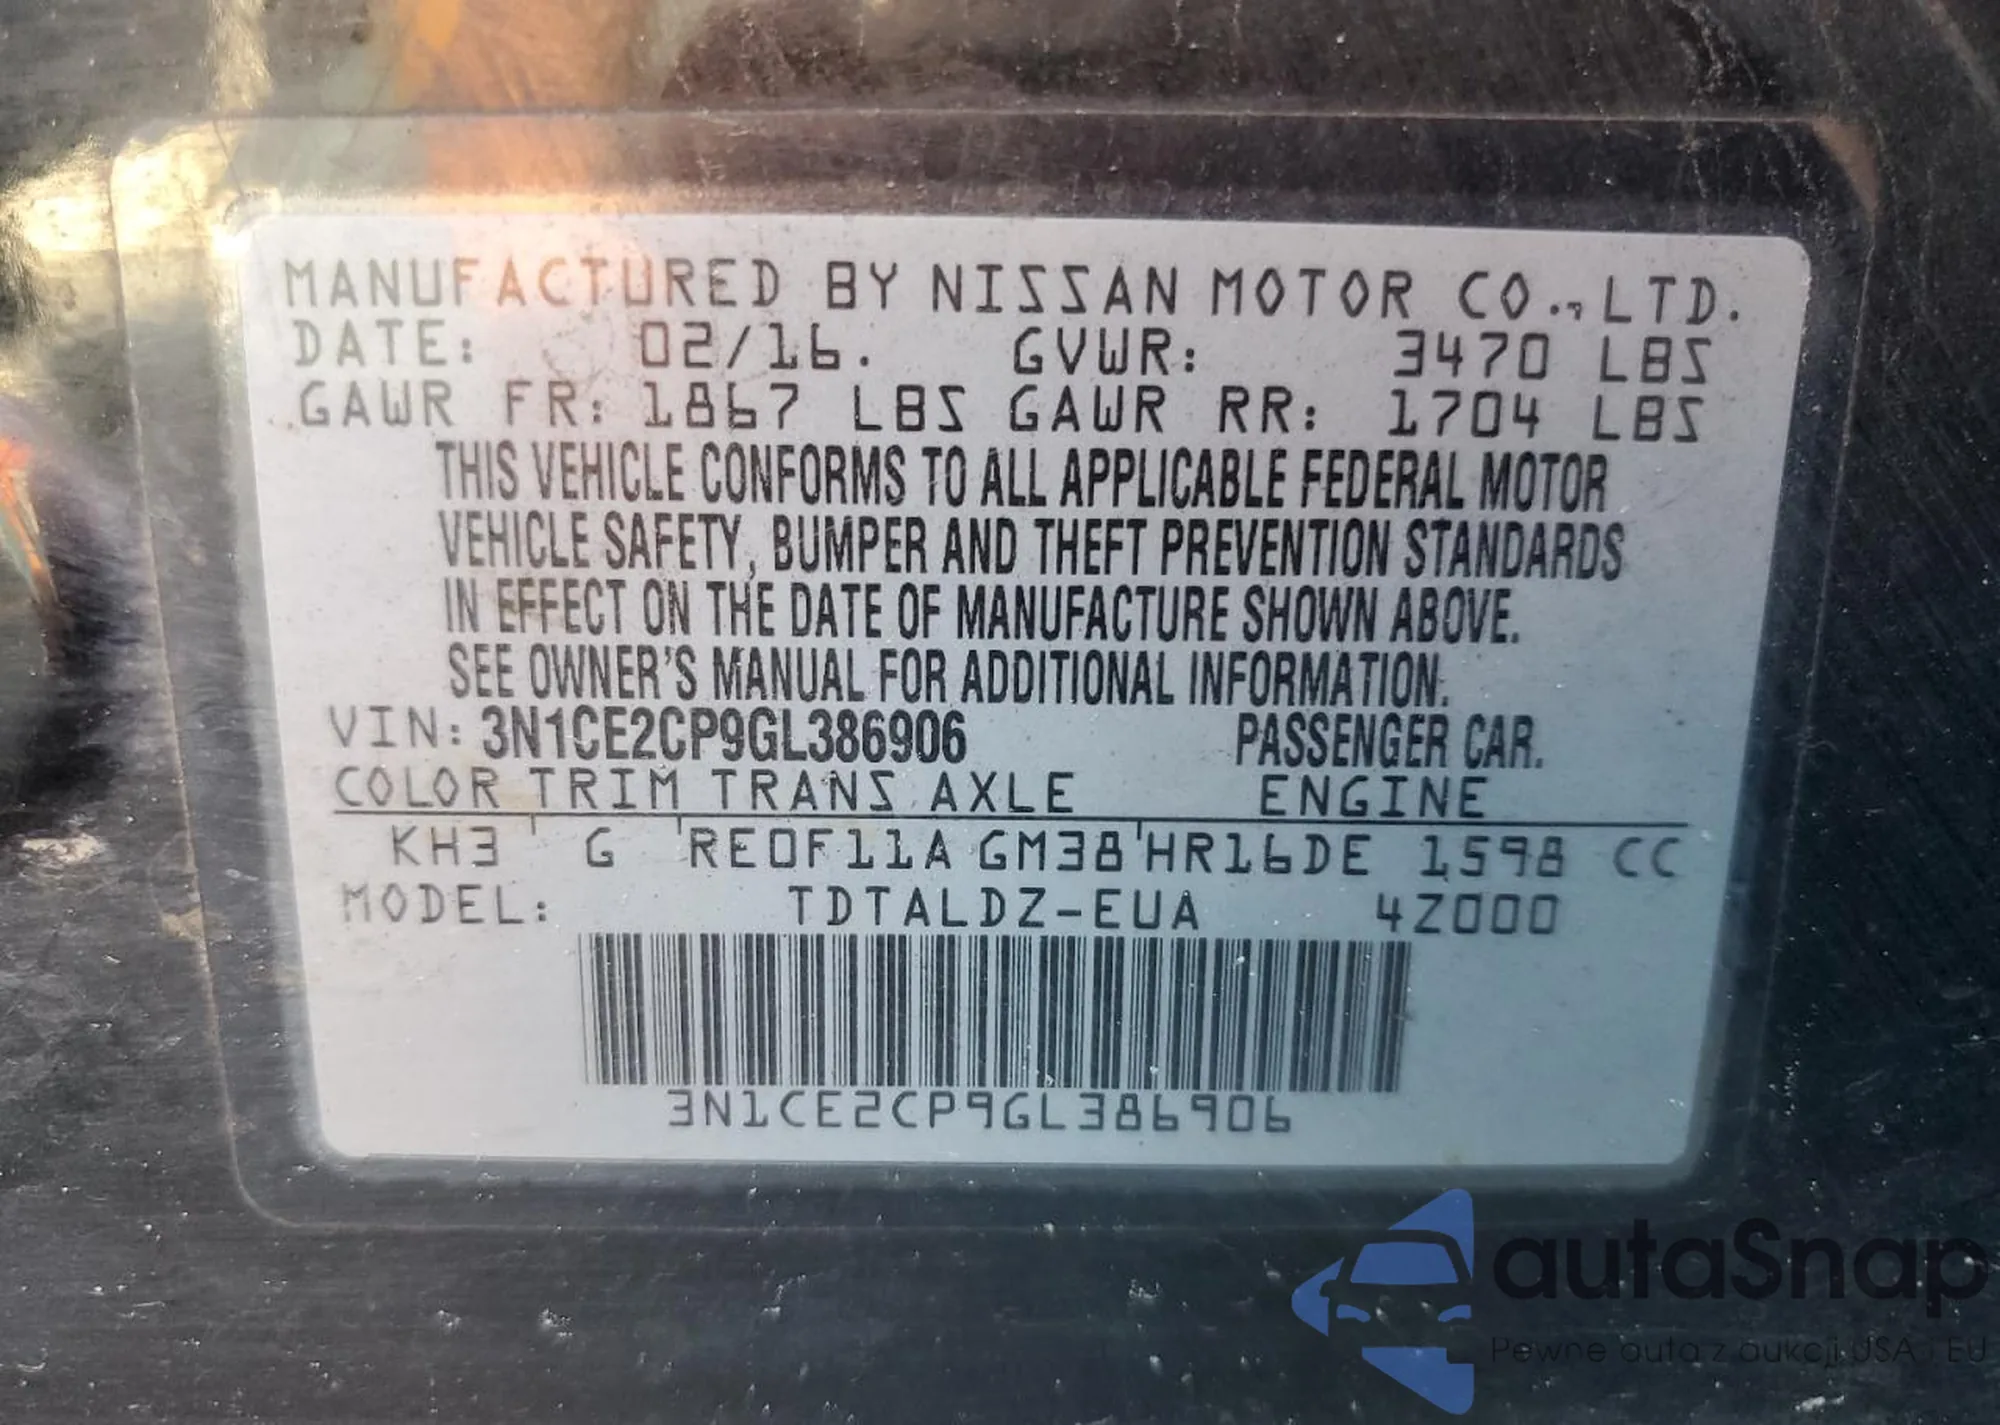 MANUFACTURED BY NISSAN MOTOR CO., LTD.
DATE: 02/16. GVWR: 3470 LBS
GAWR FR: 1867 LBS GAWR RR: 1704 LBS
THIS VEHICLE CONFORMS TO ALL APPLICABLE FEDERAL MOTOR
VEHICLE SAFETY, BUMPER AND THEFT PREVENTION STANDARDS
IN EFFECT ON THE DATE OF MANUFACTURE SHOWN ABOVE.
SEE OWNER'S MANUAL FOR ADDITIONAL INFORMATION.
VIN: 3N1CE2CP9GL386906 PASSENGER CAR.
COLOR TRIM TRANS AXLE ENGINE
KH3 G RE0F11A GM38 HR16DE 1598 CC
MODEL: TDTALDZ-EUA 4Z000
3N1CE2CP9GL386906
autaSnap
Pewne auta z aukcji USA i EU